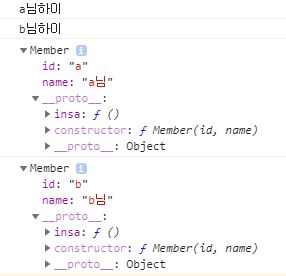 a님하이
b님하이
▼Member i
id: "a"
name: "a님"
▼__proto__:
▶insa: ƒ ()
▶constructor: ƒ Member(id, name)
▶__proto__: Object
▼Member i
id: "b"
name: "b님"
▼__proto__:
▶insa: ƒ ()
▶constructor: ƒ Member(id, name)
▶__proto__: Object